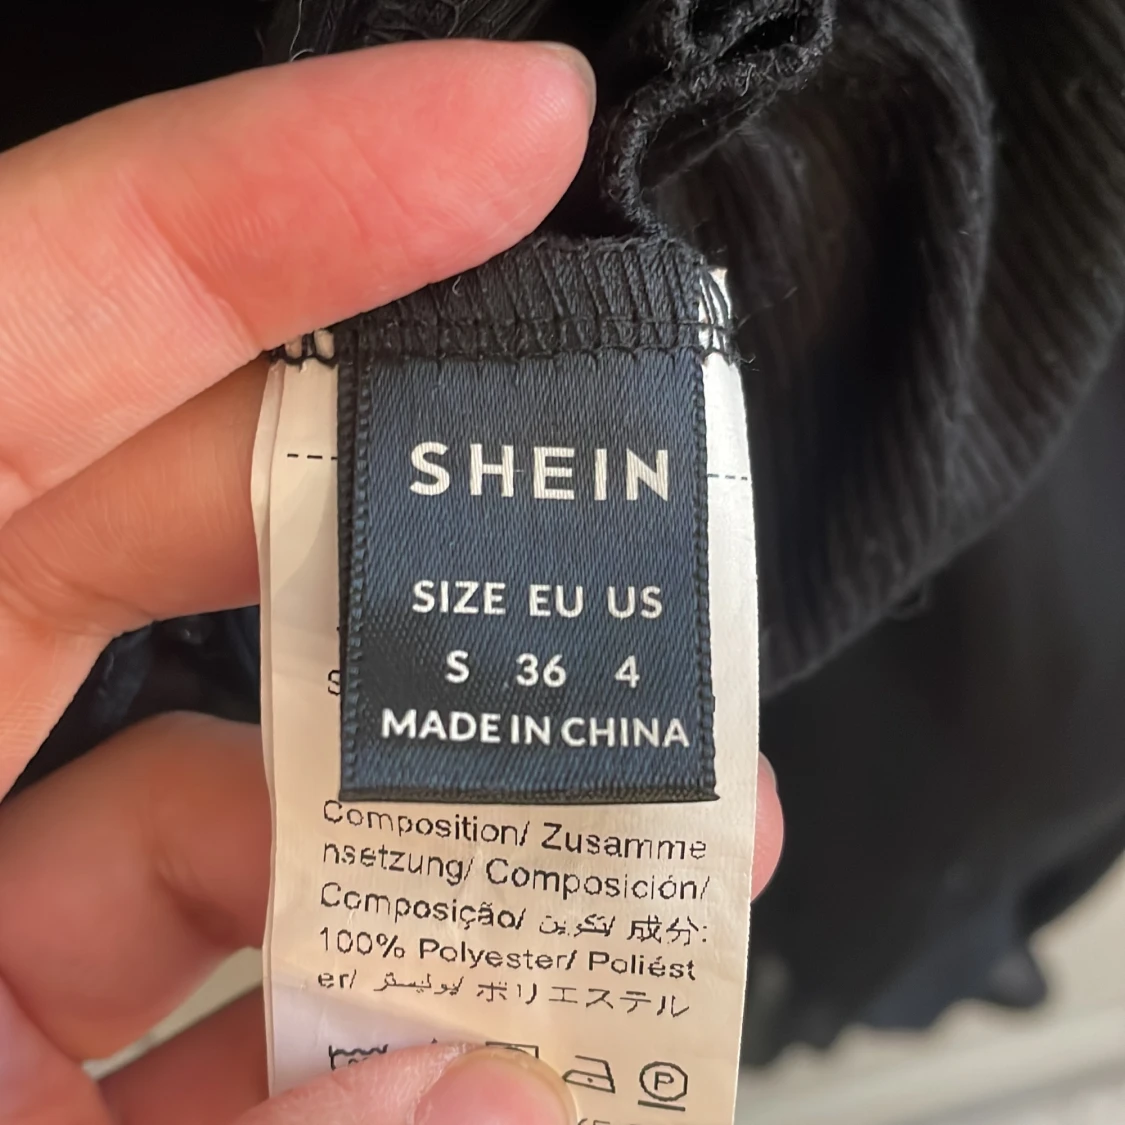 SHEIN
SIZE EU US
S 36 4
MADE IN CHINA
S
Composition/ Zusamme
nsetzung/ Composición/
Composição/ تكوين/ 成分:
100% Polyester/ Poliést
er/ بوليستر/ ポリエステル
P